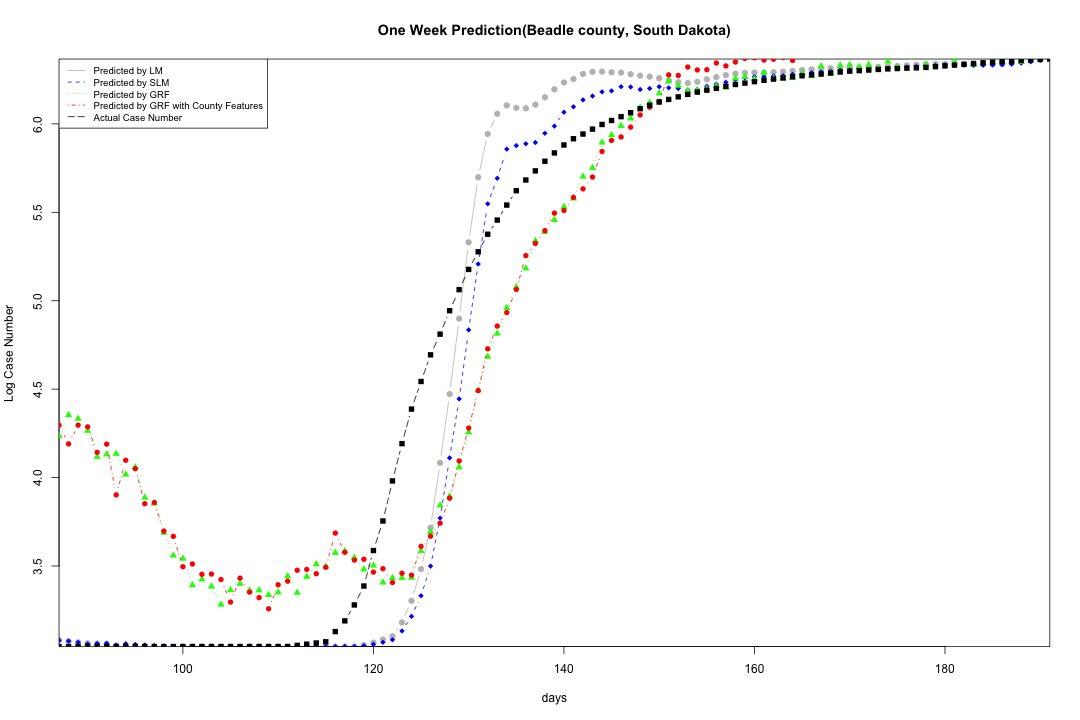 One Week Prediction(Beadle county, South Dakota)
Predicted by LM
Predicted by SLM
Predicted by GRF
Predicted by GRF with County Features
Actual Case Number
Log Case Number
6.0
5.5
5.0
4.5
4.0
3.5
100 120 140 160 180
days